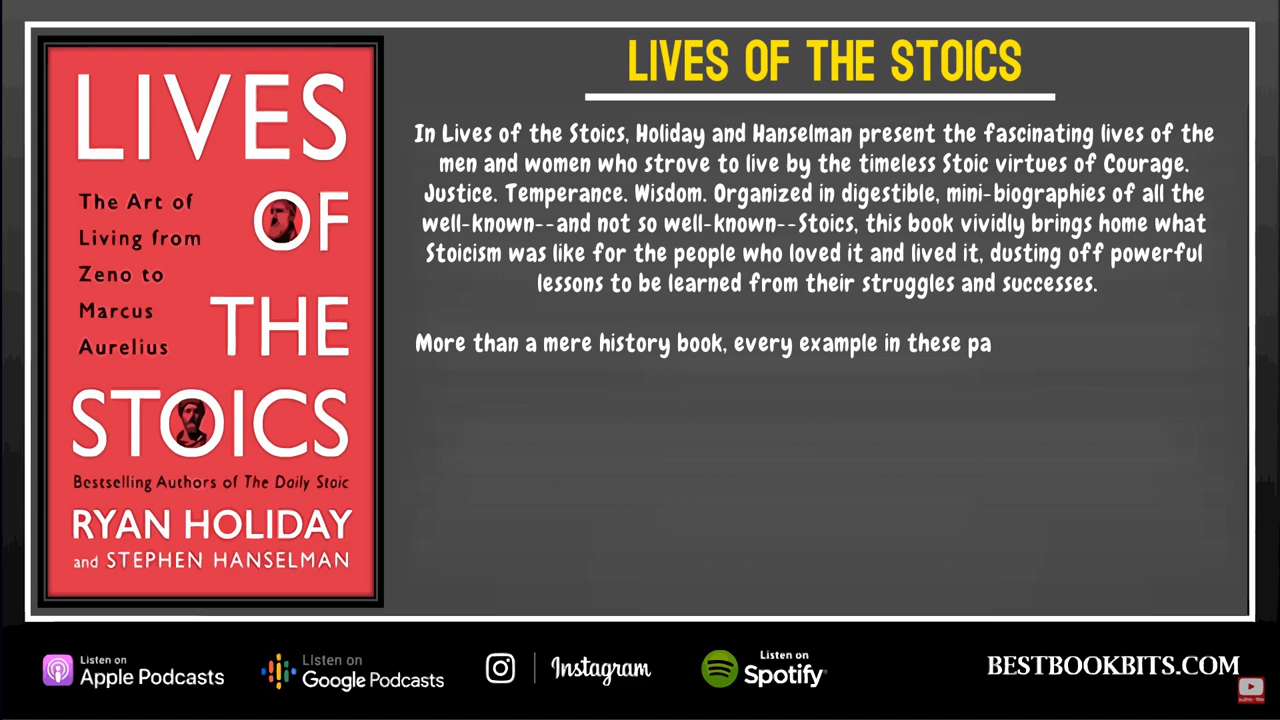 LIVES
OF
THE
STOICS
The Art of
Living from
Zeno to
Marcus
Aurelius
Bestselling Authors of The Daily Stoic
RYAN HOLIDAY
and STEPHEN HANSELMAN
LIVES OF THE STOICS
In Lives of the Stoics, Holiday and Hanselman present the fascinating lives of the
men and women who strove to live by the timeless Stoic virtues of Courage.
Justice. Temperance. Wisdom. Organized in digestible, mini-biographies of all the
well-known--and not so well-known--Stoics, this book vividly brings home what
Stoicism was like for the people who loved it and lived it, dusting off powerful
lessons to be learned from their struggles and successes.
More than a mere history book, every example in these pa
Listen on
Apple Podcasts
Listen on
Google Podcasts
Instagram
Listen on
Spotify
BESTBOOKBITS.COM